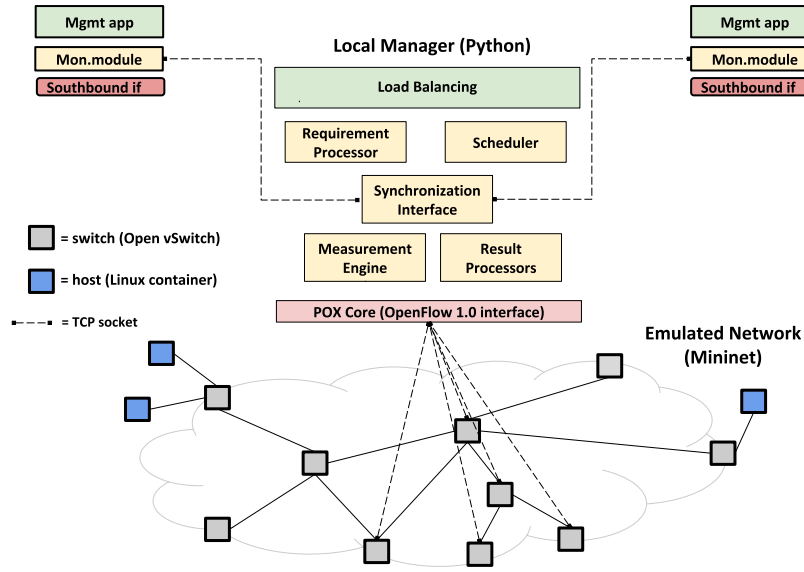 Mgmt app
Mon.module
Southbound if
Mgmt app
Mon.module
Southbound if
Local Manager (Python)
Load Balancing
Requirement
Processor
Scheduler
Synchronization
Interface
Measurement
Engine
Result
Processors
POX Core (OpenFlow 1.0 interface)
= switch (Open vSwitch)
= host (Linux container)
= TCP socket
Emulated Network
(Mininet)